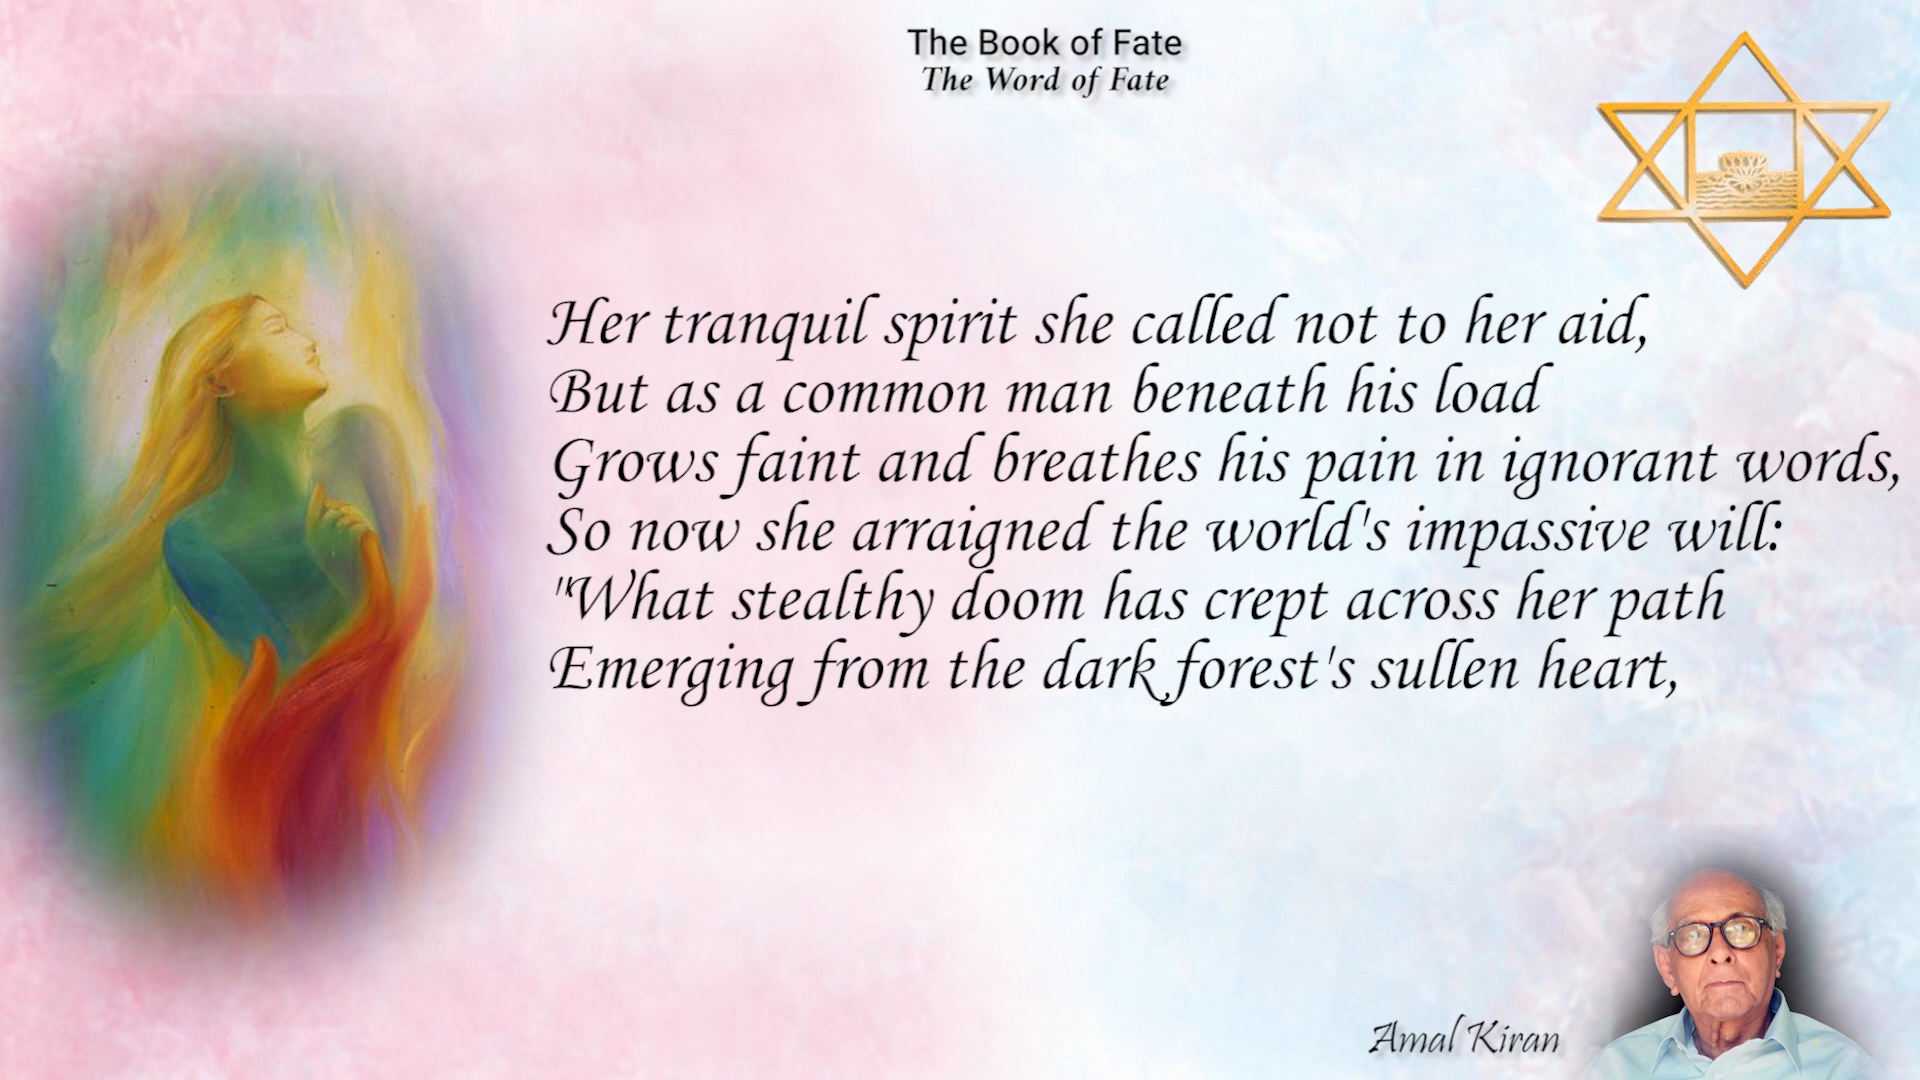 The Book of Fate
The Word of Fate
Her tranquil spirit she called not to her aid,
But as a common man beneath his load
Grows faint and breathes his pain in ignorant words,
So now she arraigned the world's impassive will:
"What stealthy doom has crept across her path
Emerging from the dark forest's sullen heart,
Amal Kiran